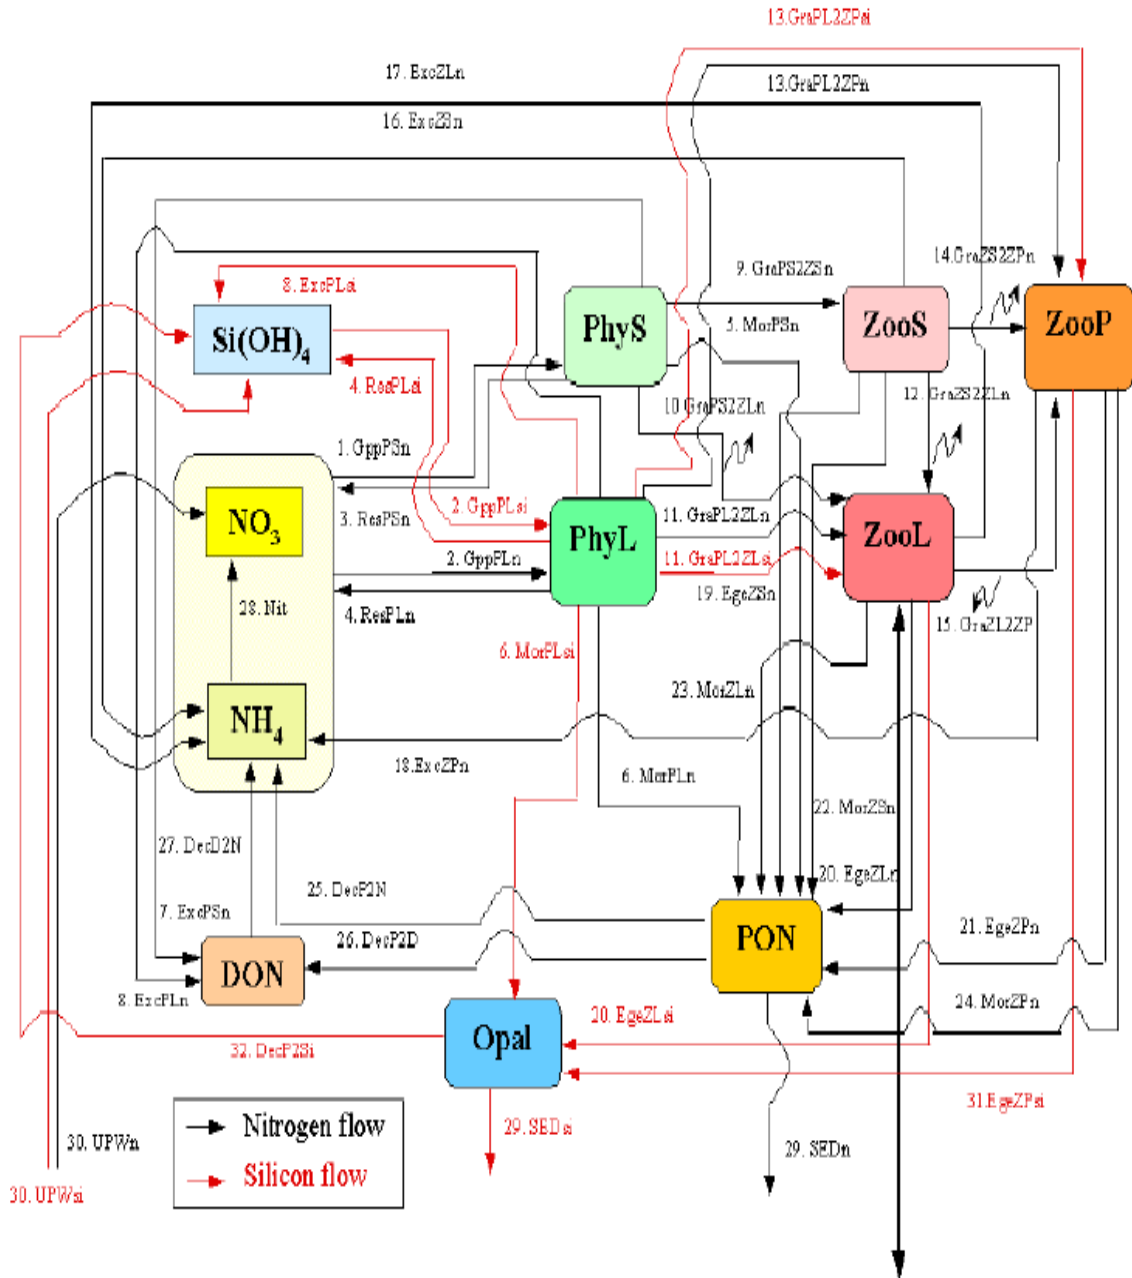 13.GraPL2ZPsi
17. ExcZLn
13.GraPL2ZPn
16. ExcZSn
14.GraZS2ZPn
9. GraPS2ZSn
8. ExcPLsi
5. MorPSn
PhyS
ZooS
ZooP
Si(OH)4
4. ResPLsi
12. GraZS2ZLn
10 GraPS2ZLn
1. GppPSn
2. GppPLsi
3. ResPSn
11. GraPL2ZLn
NO3
PhyL
ZooL
2. GppPLn
11. GraPL2ZLsi
19. EgeZSn
28. Nit
4. ResPLn
15. GraZL2ZP
6. MorPLsi
23. MorZLn
NH4
18.ExcZPn
6. MorPLn
22. MorZSn
27. DecD2N
20. EgeZLn
25. DecP2N
7. ExcPSn
21. EgeZPn
26. DecP2D
PON
DON
8. ExcPLn
24. MorZPn
20. EgeZLsi
Opal
32. DecP2Si
31.EgeZPsi
Nitrogen flow
29. SEDsi
30. UPWn
29. SEDn
Silicon flow
30. UPWsi